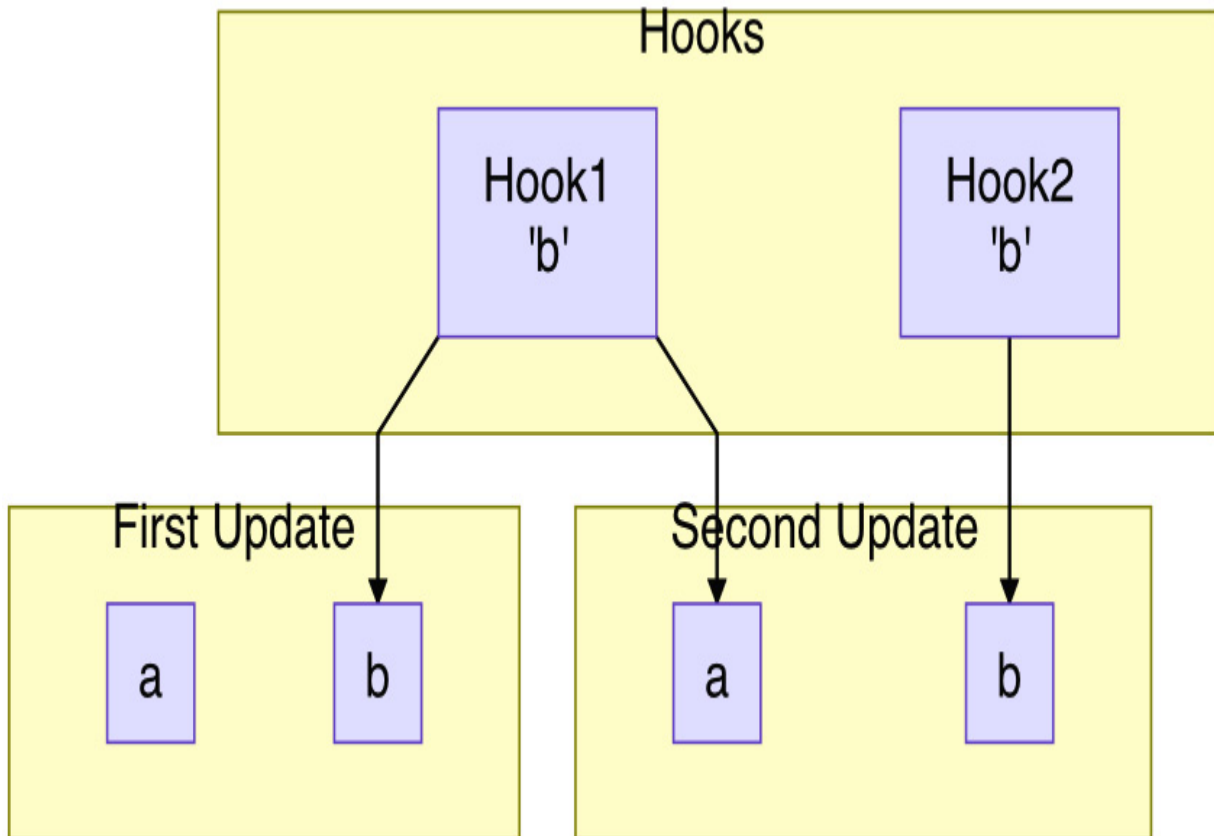 Hooks
Hook1
'b'
Hook2
'b'
First Update
a
b
Second Update
a
b